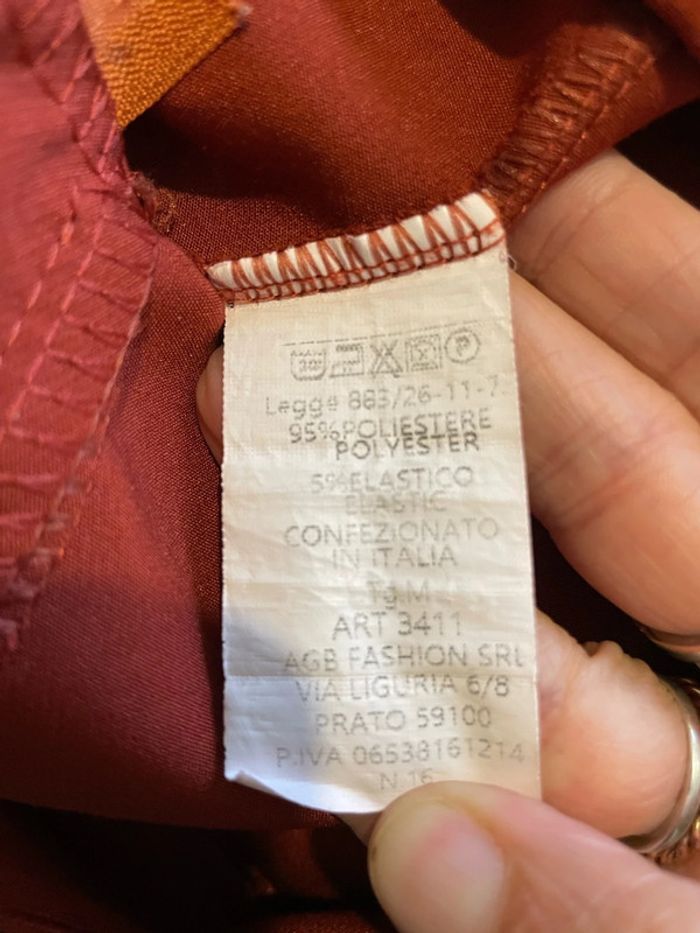 30
P
Legge 883/26-11-7
95%POLIESTERE
POLYESTER
5%ELASTICO
ELASTIC
CONFEZIONATO
IN ITALIA
Tg.M
ART 3411
AGB FASHION SRL
VIA LIGURIA 6/8
PRATO 59100
P.IVA 06538161214
N.16